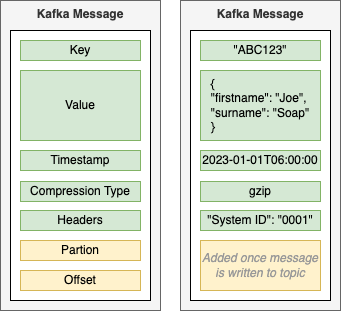 Kafka Message
Key
Value
Timestamp
Compression Type
Headers
Partion
Offset
Kafka Message
"ABC123"
{
"firstname": "Joe",
"surname": "Soap"
}
2023-01-01T06:00:00
gzip
"System ID": "0001"
Added once message
is written to topic